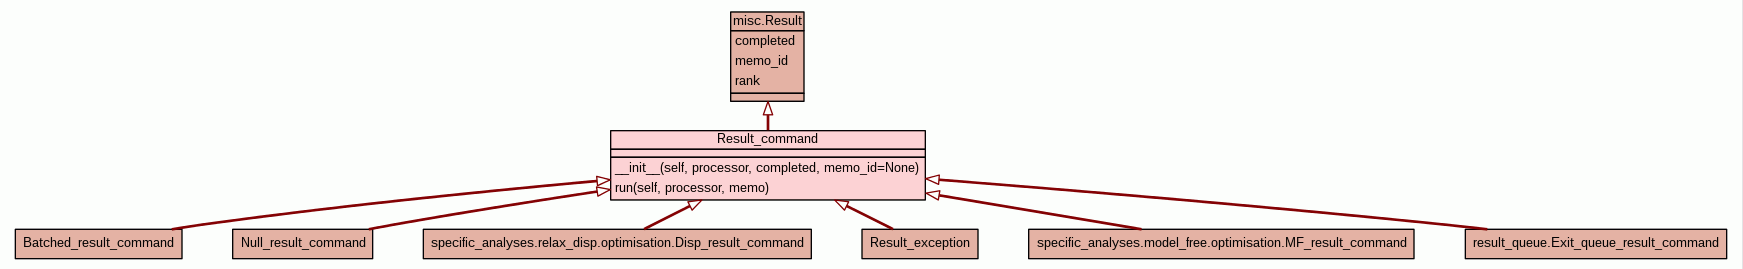 misc.Result
completed
memo_id
rank
Result_command
__init__(self, processor, completed, memo_id=None)
run(self, processor, memo)
Batched_result_command
Null_result_command
specific_analyses.relax_disp.optimisation.Disp_result_command
Result_exception
specific_analyses.model_free.optimisation.MF_result_command
result_queue.Exit_queue_result_command